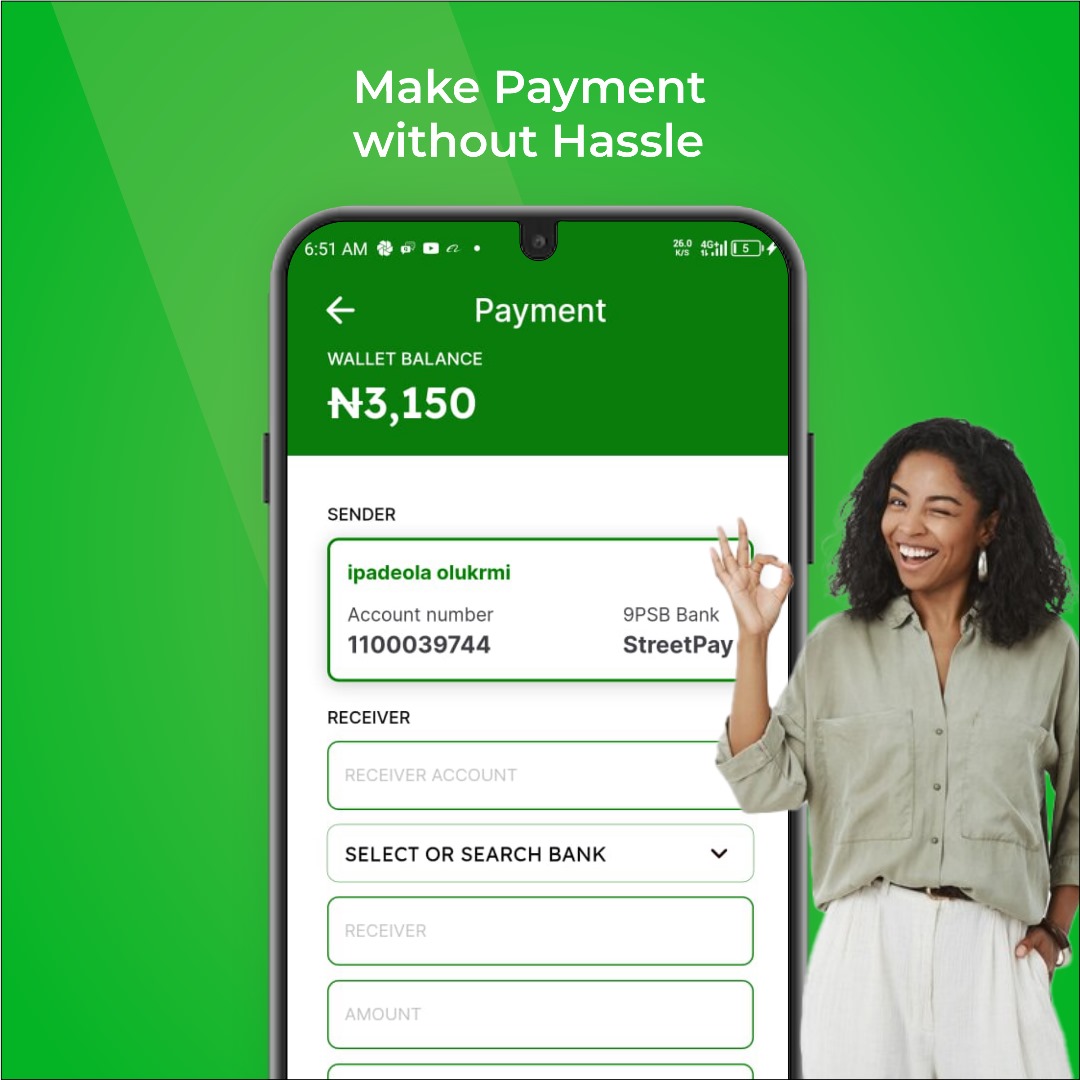 Make Payment
without Hassle
6:51 AM
26.0
K/S
4G
5
Payment
WALLET BALANCE
₦3,150
SENDER
ipadeola olukrmi
Account number
9PSB Bank
1100039744
StreetPay
RECEIVER
RECEIVER ACCOUNT
SELECT OR SEARCH BANK
RECEIVER
AMOUNT